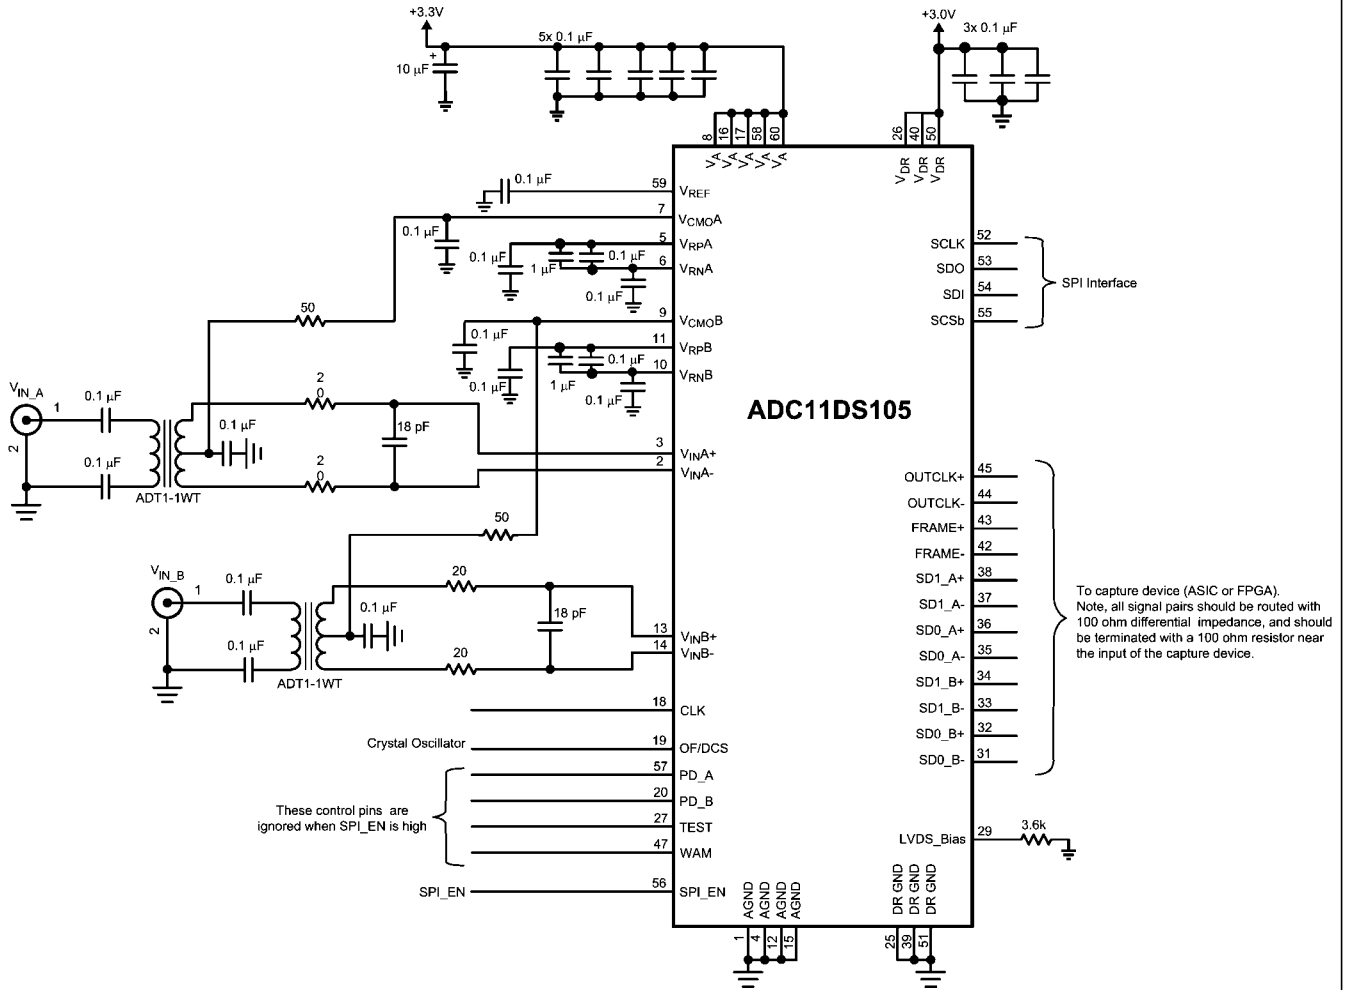 +3.3V
+3.0V
5x 0.1 µF
3x 0.1 µF
10 µF
+
8
16
17
58
60
VA
VA
VA
VA
VA
26
40
50
VDR
VDR
VDR
0.1 µF
59
VREF
7
VCMOA
0.1 µF
5
VRPA
0.1 µF
1 µF
0.1 µF
6
VRNA
0.1 µF
50
9
VCMOB
0.1 µF
11
VRPB
0.1 µF
1 µF
0.1 µF
10
VRNB
0.1 µF
52
SCLK
53
SDO
54
SDI
55
SCSb
SPI Interface
ADC11DS105
VIN_A
1
2
0.1 µF
0.1 µF
0.1 µF
ADT1-1WT
2
0
2
0
18 pF
3
VINA+
2
VINA-
50
VIN_B
1
2
0.1 µF
0.1 µF
0.1 µF
ADT1-1WT
20
20
18 pF
13
VINB+
14
VINB-
45
OUTCLK+
44
OUTCLK-
43
FRAME+
42
FRAME-
38
SD1_A+
37
SD1_A-
36
SD0_A+
35
SD0_A-
34
SD1_B+
33
SD1_B-
32
SD0_B+
31
SD0_B-
To capture device (ASIC or FPGA).
Note, all signal pairs should be routed with
100 ohm differential impedance, and should
be terminated with a 100 ohm resistor near
the input of the capture device.
18
CLK
Crystal Oscillator
19
OF/DCS
57
PD_A
20
PD_B
27
TEST
47
WAM
These control pins are
ignored when SPI_EN is high
SPI_EN
56
SPI_EN
LVDS_Bias
29
3.6k
AGND
AGND
AGND
AGND
1
4
12
15
DR GND
DR GND
DR GND
25
39
51